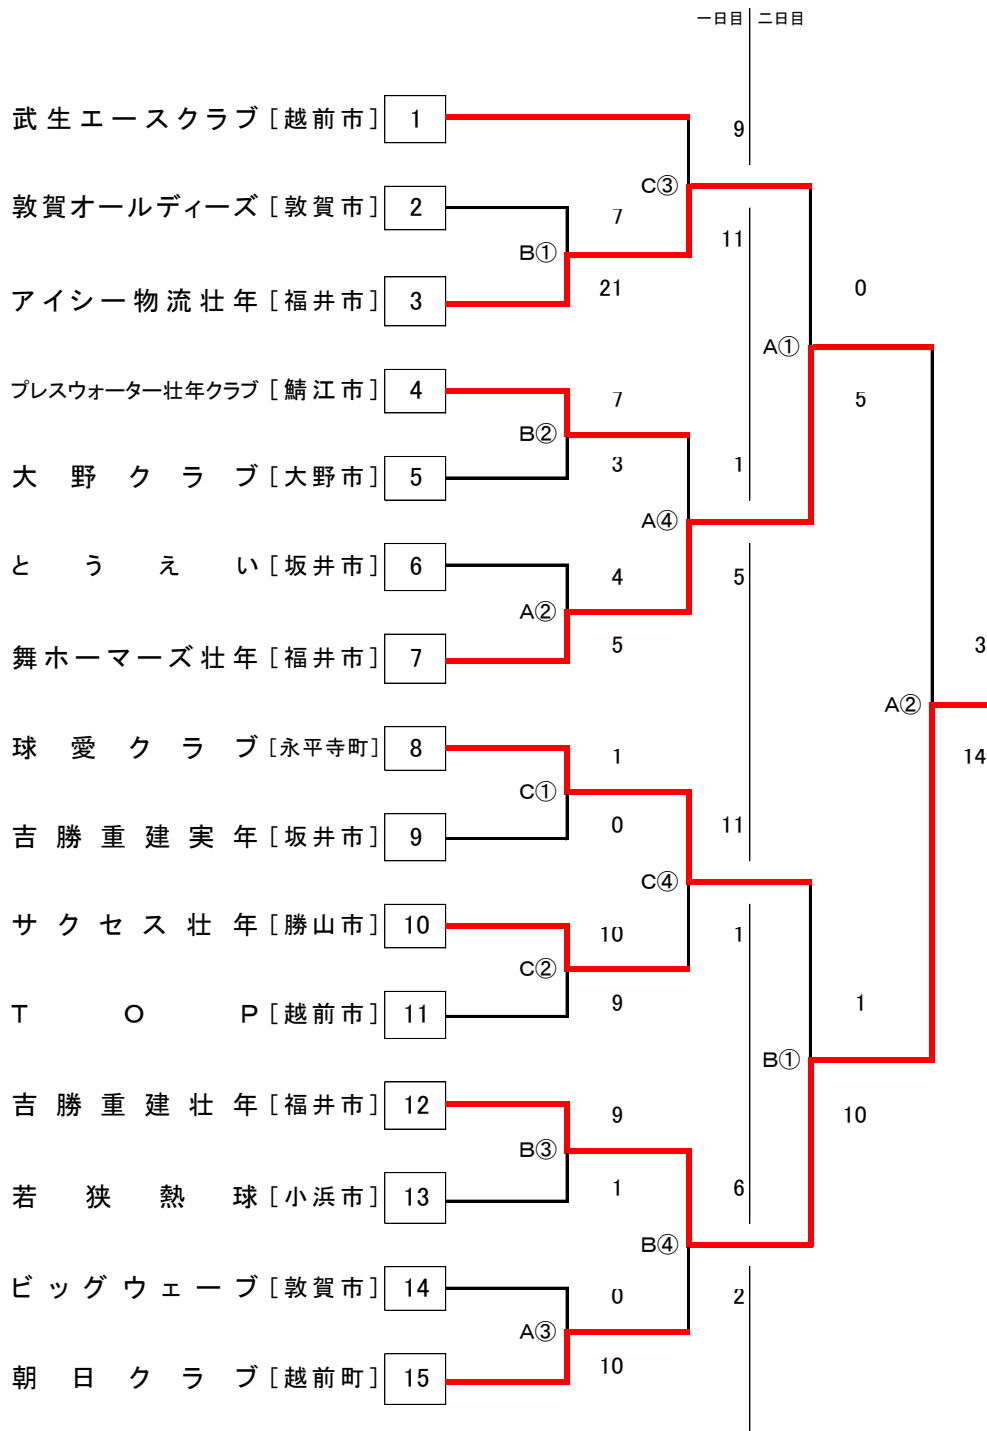 一日目 二日目
武生エースクラブ [越前市] 1
9
C③
敦賀オールディーズ [敦賀市] 2
7
11
B①
アイシー物流壮年 [福井市] 3
21
0
A①
プレスウォーター壮年クラブ [鯖江市] 4
7
5
B②
大野クラブ [大野市] 5
3
1
A④
とうえい [坂井市] 6
4
5
A②
舞ホーマーズ壮年 [福井市] 7
5
3
A②
球愛クラブ [永平寺町] 8
1
14
C①
吉勝重建実年 [坂井市] 9
0
11
C④
サクセス壮年 [勝山市] 10
10
1
C②
TOP [越前市] 11
9
1
B①
吉勝重建壮年 [福井市] 12
9
10
B③
若狭熱球 [小浜市] 13
1
6
B④
ビッグウェーブ [敦賀市] 14
0
2
A③
朝日クラブ [越前町] 15
10